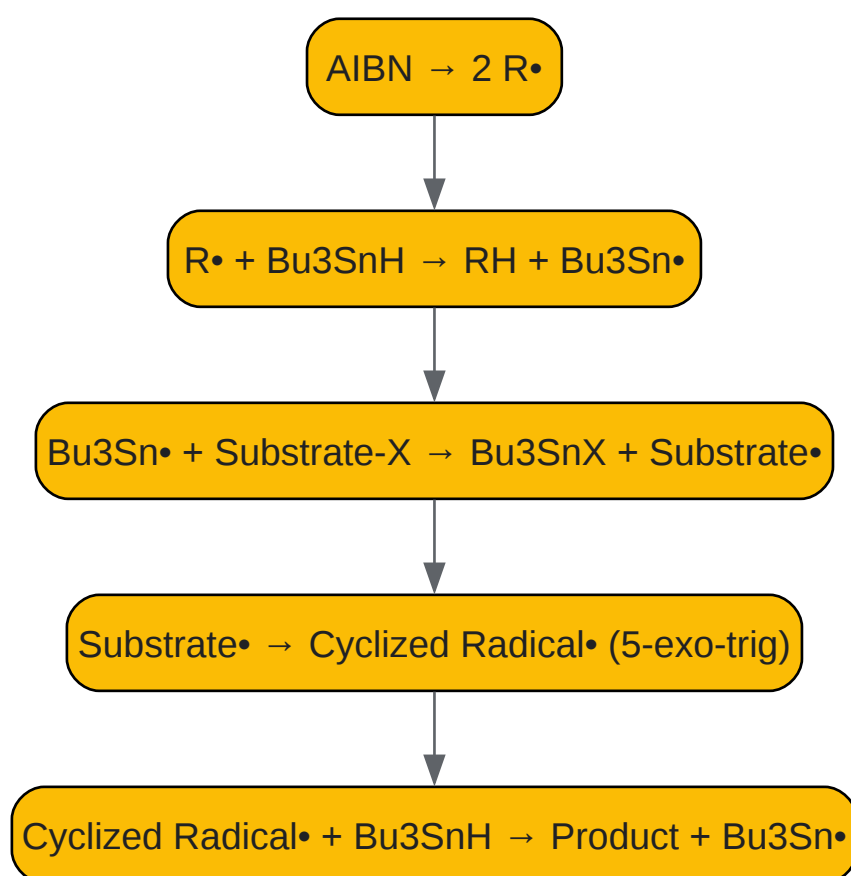 AIBN → 2 R•
R• + Bu3SnH → RH + Bu3Sn•
Bu3Sn• + Substrate-X → Bu3SnX + Substrate•
Substrate• → Cyclized Radical• (5-exo-trig)
Cyclized Radical• + Bu3SnH → Product + Bu3Sn•